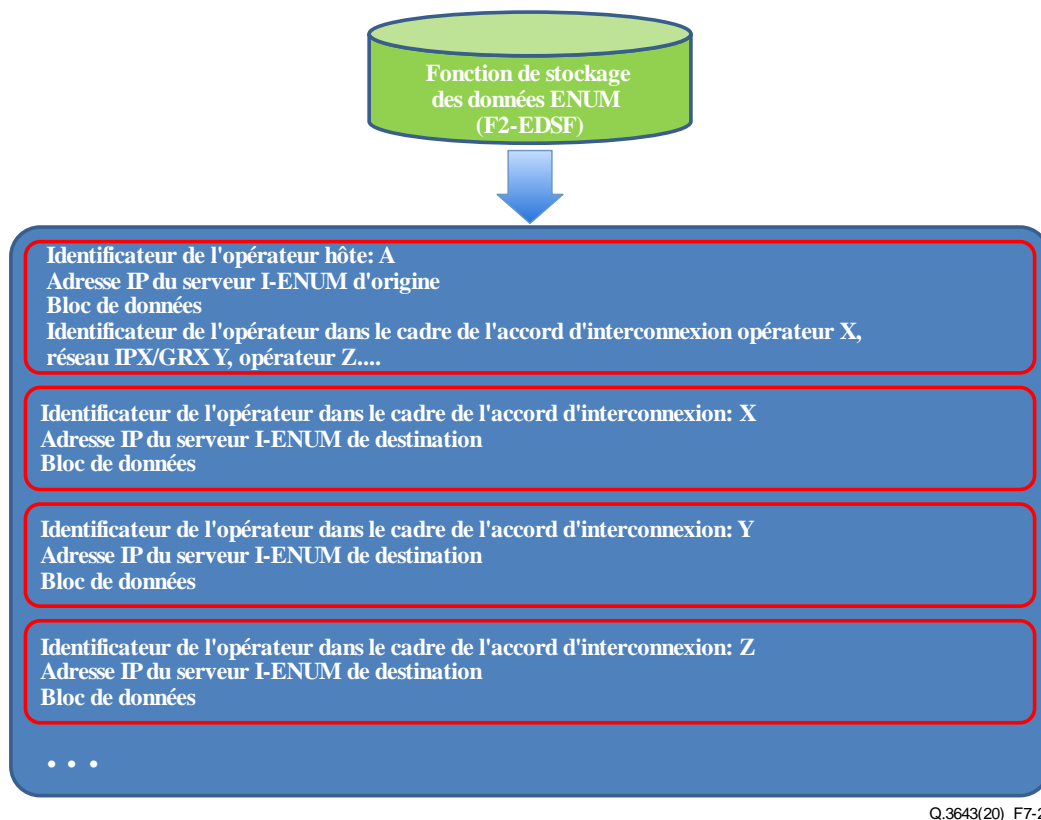 Fonction de stockage
des données ENUM
(F2-EDSF)
Identificateur de l'opérateur hôte: A
Adresse IP du serveur I-ENUM d'origine
Bloc de données
Identificateur de l'opérateur dans le cadre de l'accord d'interconnexion opérateur X,
réseau IPX/GRX Y, opérateur Z....
Identificateur de l'opérateur dans le cadre de l'accord d'interconnexion: X
Adresse IP du serveur I-ENUM de destination
Bloc de données
Identificateur de l'opérateur dans le cadre de l'accord d'interconnexion: Y
Adresse IP du serveur I-ENUM de destination
Bloc de données
Identificateur de l'opérateur dans le cadre de l'accord d'interconnexion: Z
Adresse IP du serveur I-ENUM de destination
Bloc de données
. . .
Q.3643(20)_F7-2